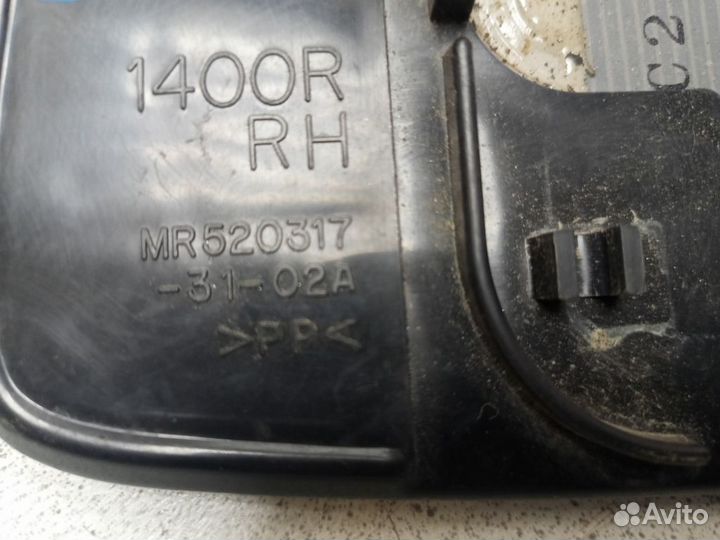 1400R
RH
MR520317
-31-02A
>PP<
C2
Avito